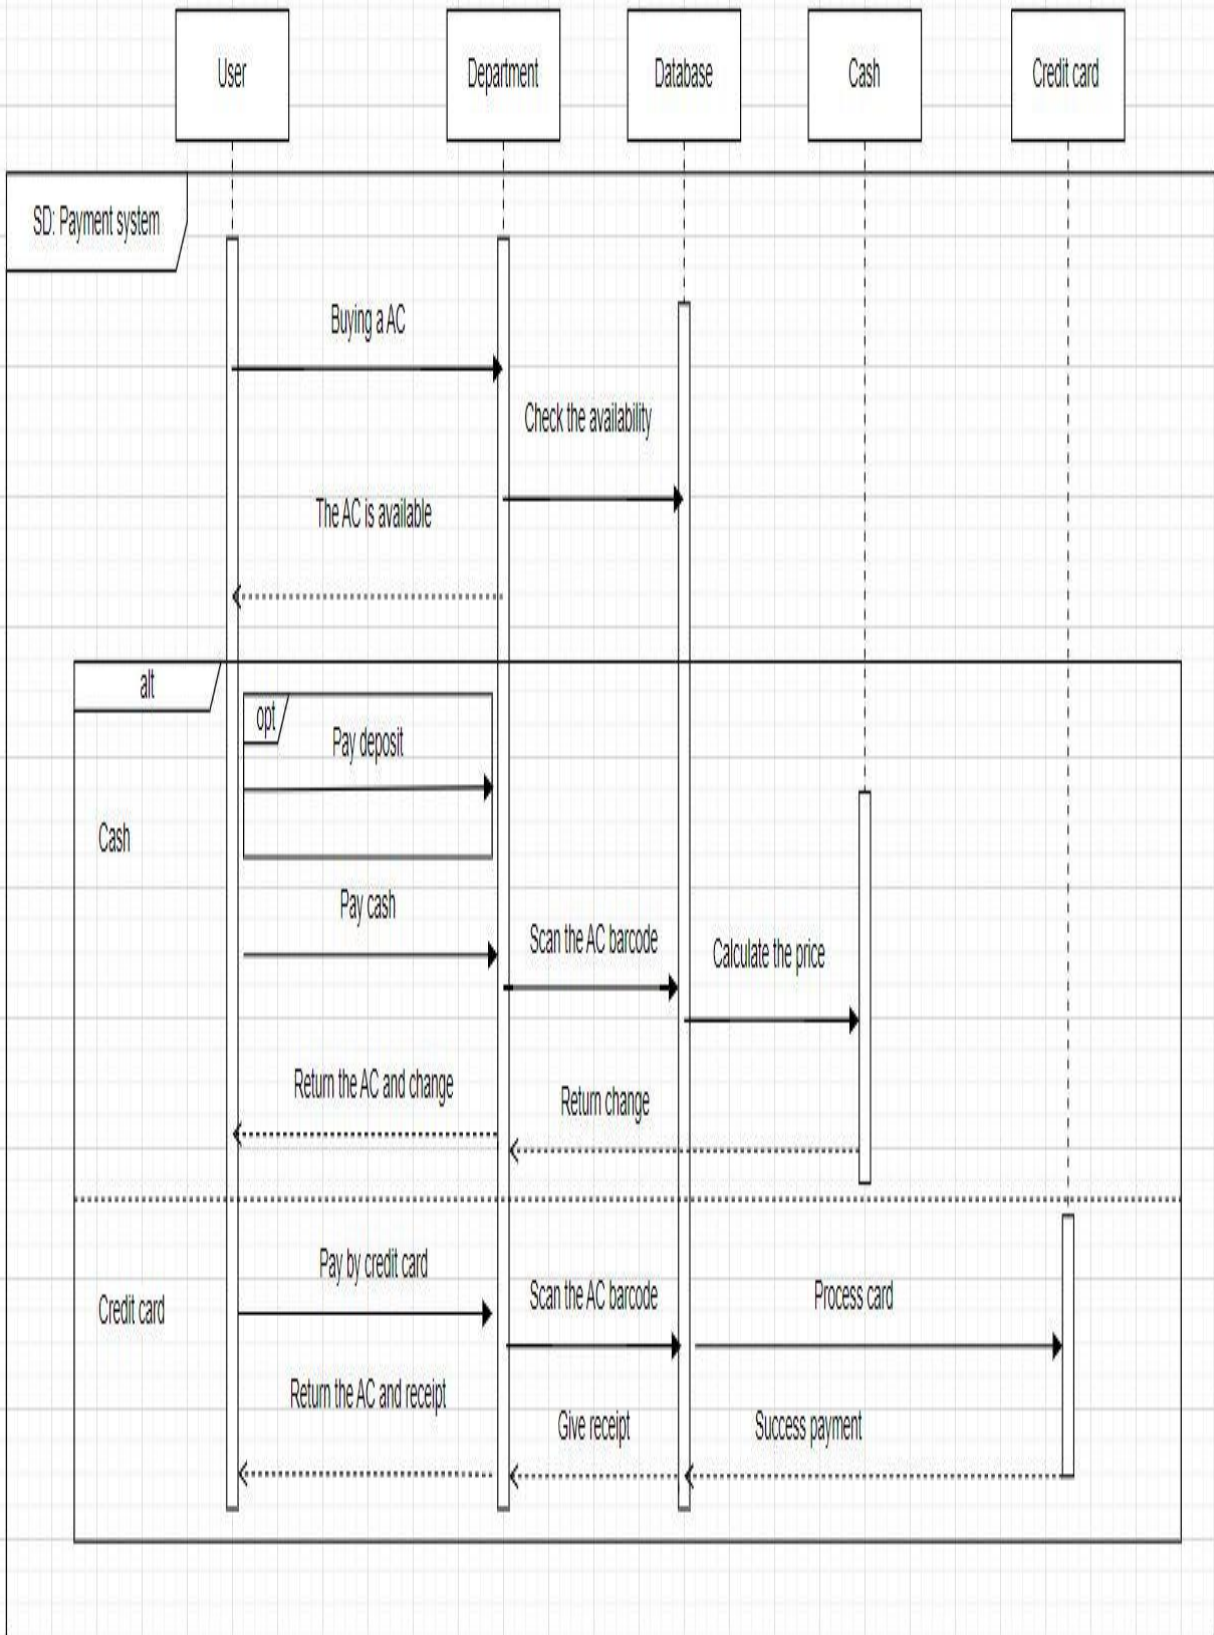 User
Department
Database
Cash
Credit card
SD: Payment system
Buying a AC
Check the availability
The AC is available
alt
opt
Pay deposit
Cash
Pay cash
Scan the AC barcode
Calculate the price
Return the AC and change
Return change
Pay by credit card
Scan the AC barcode
Process card
Credit card
Return the AC and receipt
Give receipt
Success payment